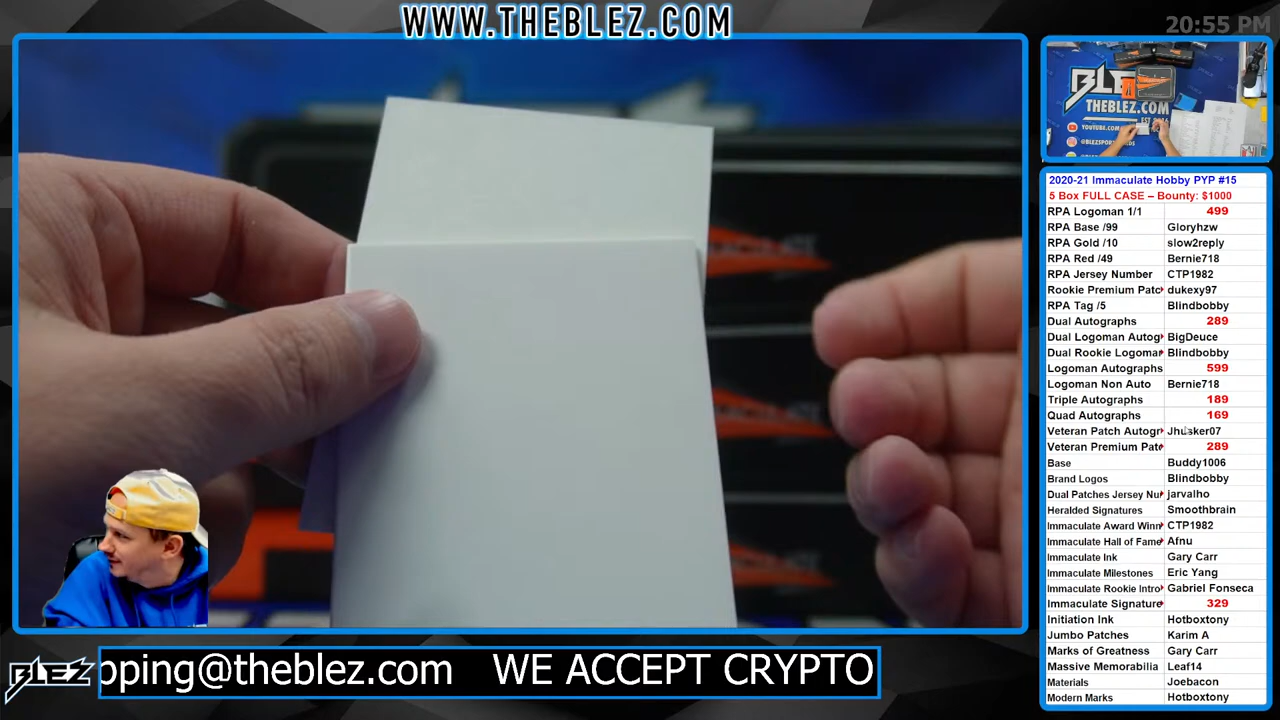 WWW.THEBLEZ.COM
20:55 PM
BLEZ
THEBLEZ.COM
2020-21 Immaculate Hobby PYP #15
5 Box FULL CASE – Bounty: $1000
RPA Logoman 1/1 499
RPA Base /99 Gloryhzw
RPA Gold /10 slow2reply
RPA Red /49 Bernie718
RPA Jersey Number CTP1982
Rookie Premium Patc dukexy97
RPA Tag /5 Blindbobby
Dual Autographs 289
Dual Logoman Autog BigDeuce
Dual Rookie Logoman Blindbobby
Logoman Autographs 599
Logoman Non Auto Bernie718
Triple Autographs 189
Quad Autographs 169
Veteran Patch Autogr Jhusker07
Veteran Premium Patc 289
Base Buddy1006
Brand Logos Blindbobby
Dual Patches Jersey Nu jarvalho
Heralded Signatures Smoothbrain
Immaculate Award Winn CTP1982
Immaculate Hall of Fame Afnu
Immaculate Ink Gary Carr
Immaculate Milestones Eric Yang
Immaculate Rookie Intro Gabriel Fonseca
Immaculate Signature 329
Initiation Ink Hotboxtony
Jumbo Patches Karim A
Marks of Greatness Gary Carr
Massive Memorabilia Leaf14
Materials Joebacon
Modern Marks Hotboxtony
BLEZ
pping@theblez.com WE ACCEPT CRYPTO